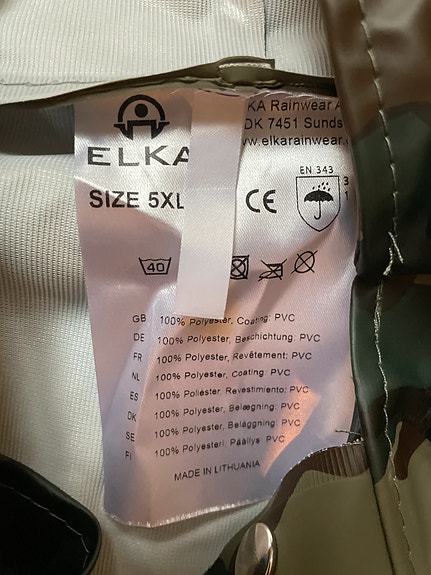 KA Rainwear A
DK 7451 Sunds
www.elkarainwear.
ELKA
SIZE 5XL
CE
EN 343
3
1
40
GB 100% Polyester, Coating: PVC
DE 100% Polyester, Beschichtung: PVC
FR 100% Polyester, Revêtement: PVC
NL 100% Polyester, Coating: PVC
ES 100% Poliester, Revestimiento: PVC
DK 100% Polyester, Belægning: PVC
SE 100% Polyester, Beläggning: PVC
FI 100% Polyesteri, Päällys: PVC
MADE IN LITHUANIA